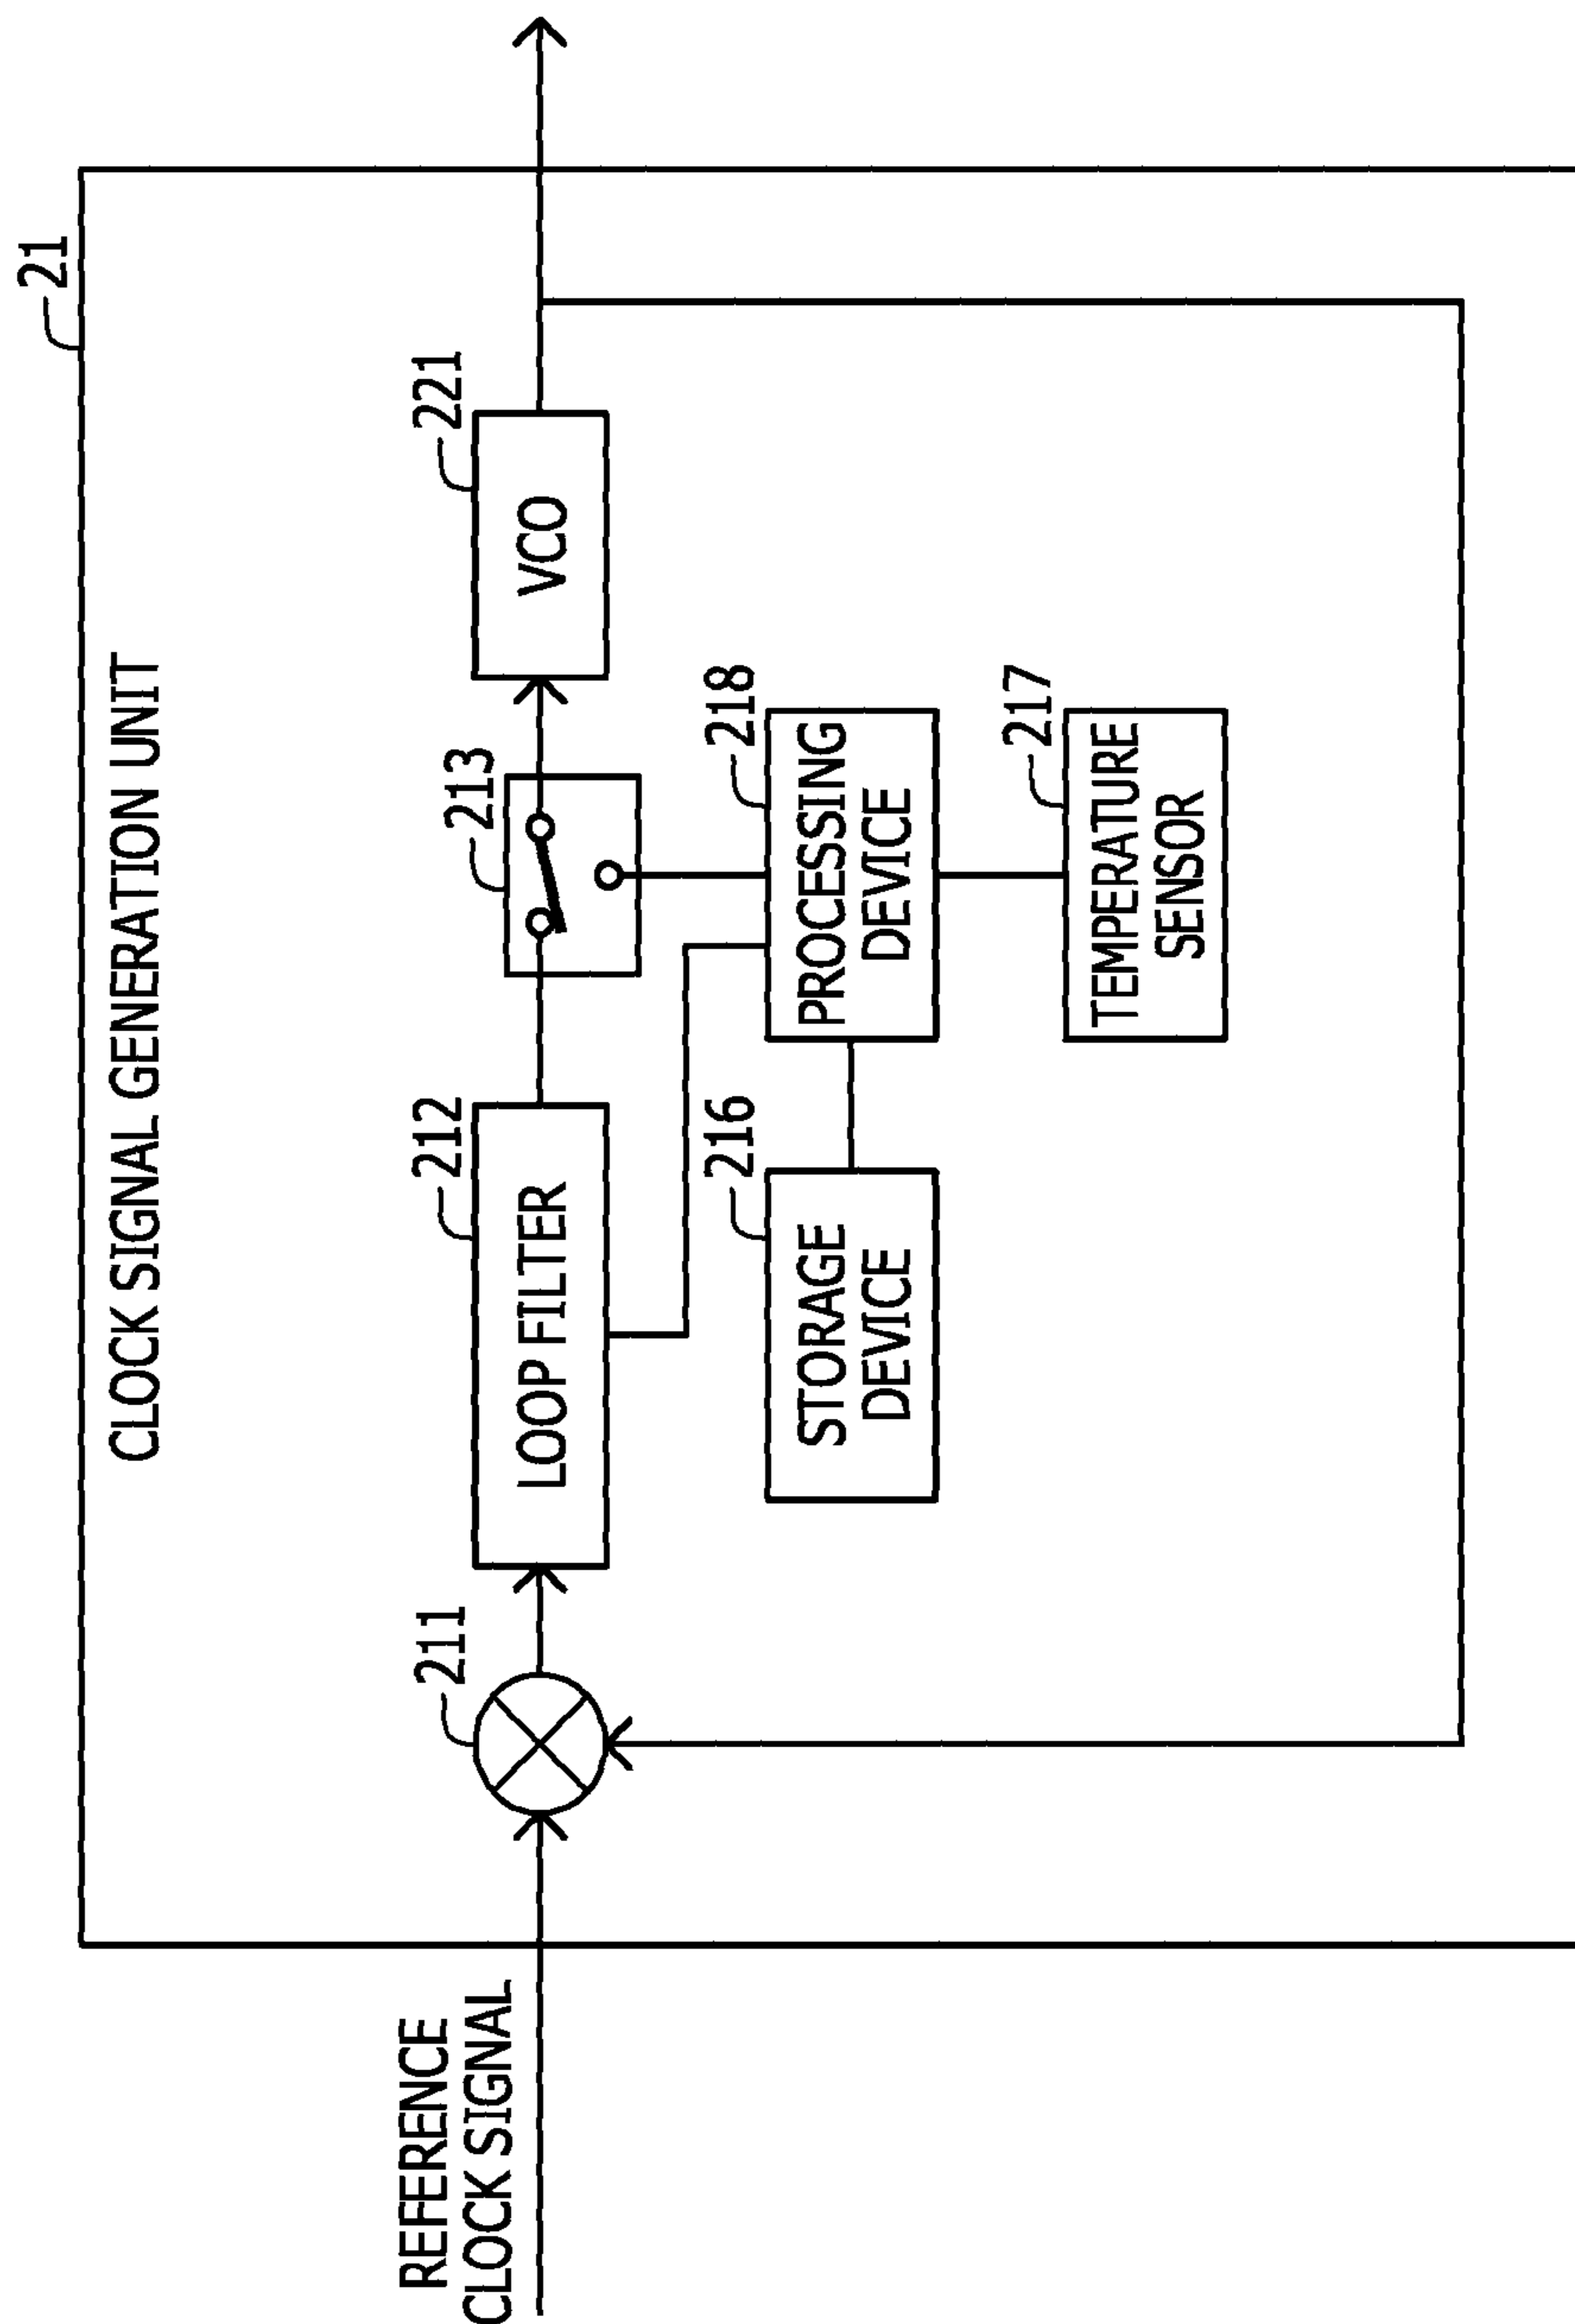 21
CLOCK SIGNAL GENERATION UNIT
REFERENCE
CLOCK SIGNAL
211
212
LOOP FILTER
213
221
VCO
216
STORAGE
DEVICE
218
PROCESSING
DEVICE
217
TEMPERATURE
SENSOR